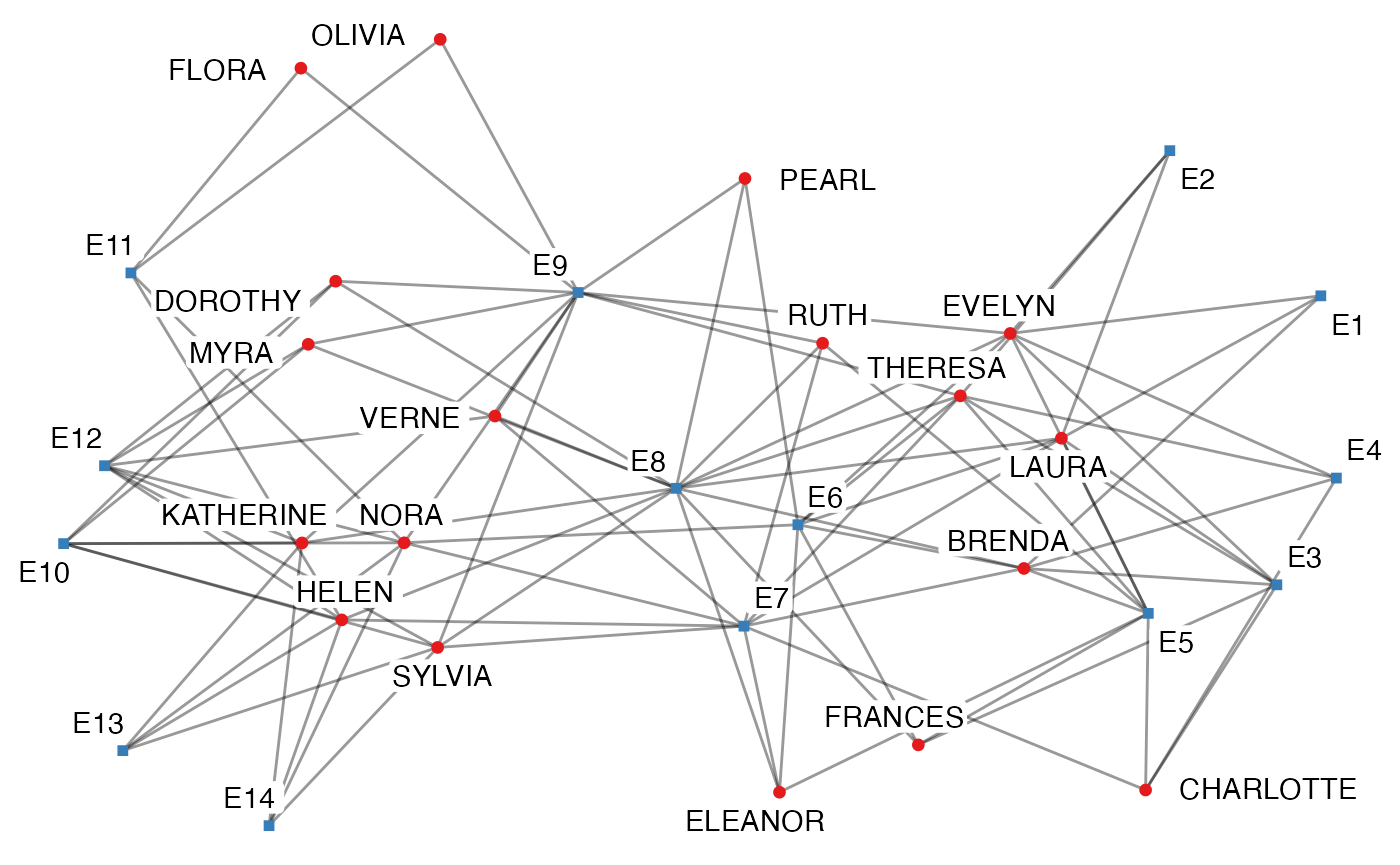 OLIVIA
FLORA
PEARL
E2
E11
E9
DOROTHY
EVELYN
RUTH
E1
MYRA
THERESA
VERNE
E12
E8
E4
LAURA
E6
KATHERINE
NORA
BRENDA
E3
E10
HELEN
E7
E5
SYLVIA
E13
FRANCES
E14
CHARLOTTE
ELEANOR